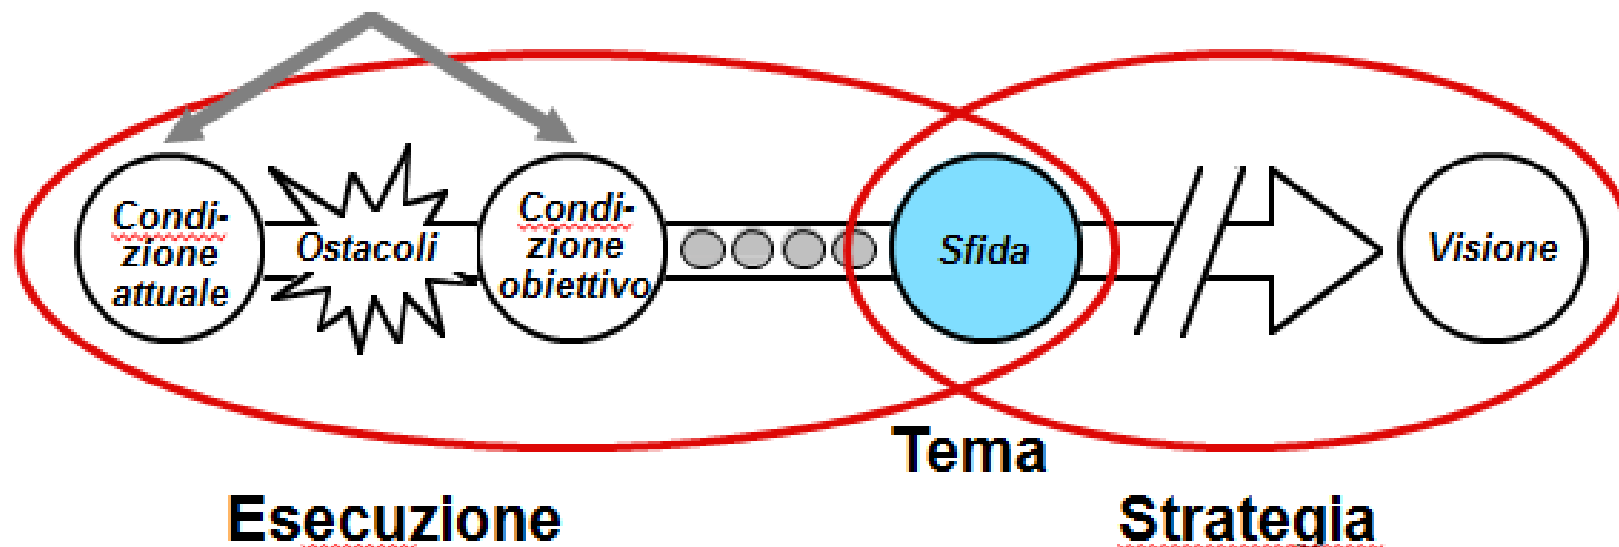 Condi-
zione
attuale
Ostacoli
Condi-
zione
obiettivo
Sfida
Visione
Tema
Esecuzione
Strategia